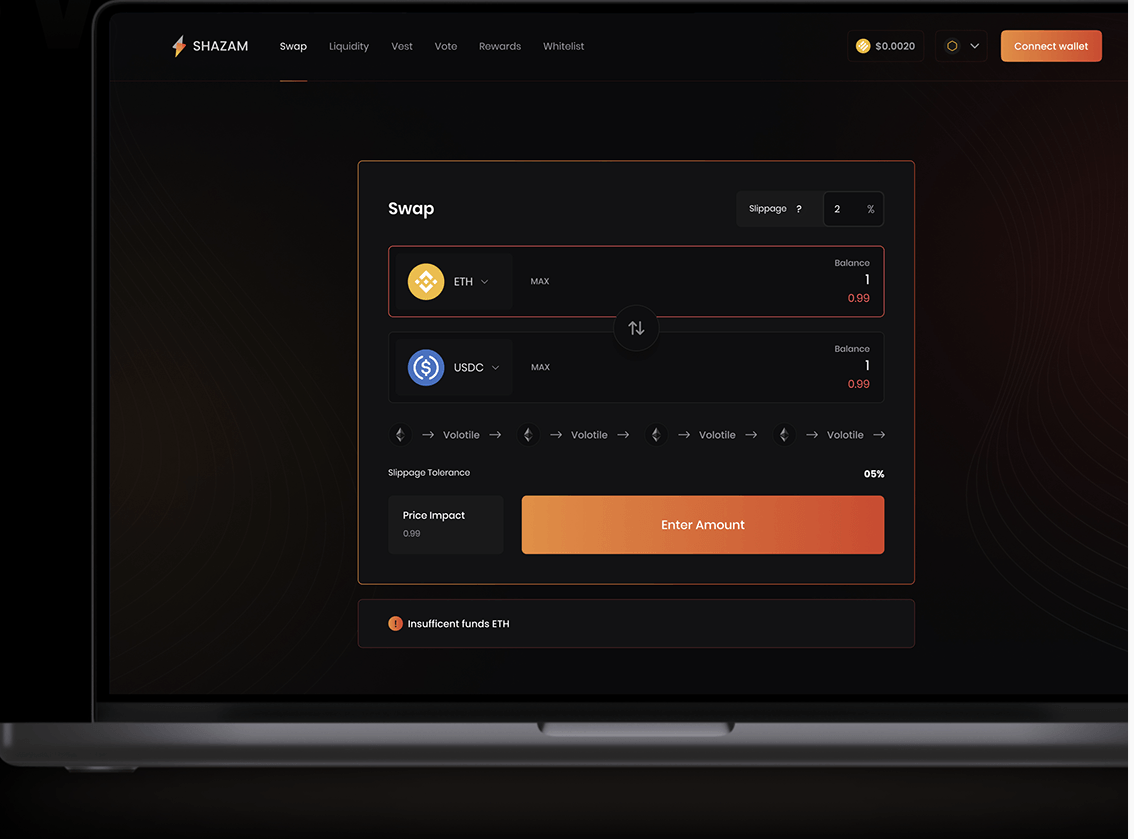 SHAZAM
Swap Liquidity Vest Vote Rewards Whitelist
$0.0020
Connect wallet
Swap
Slippage ? 2 %
ETH MAX
Balance
1
0.99
USDC MAX
Balance
1
0.99
Volotile Volotile Volotile Volotile
Slippage Tolerance 05%
Price Impact
0.99
Enter Amount
! Insufficent funds ETH